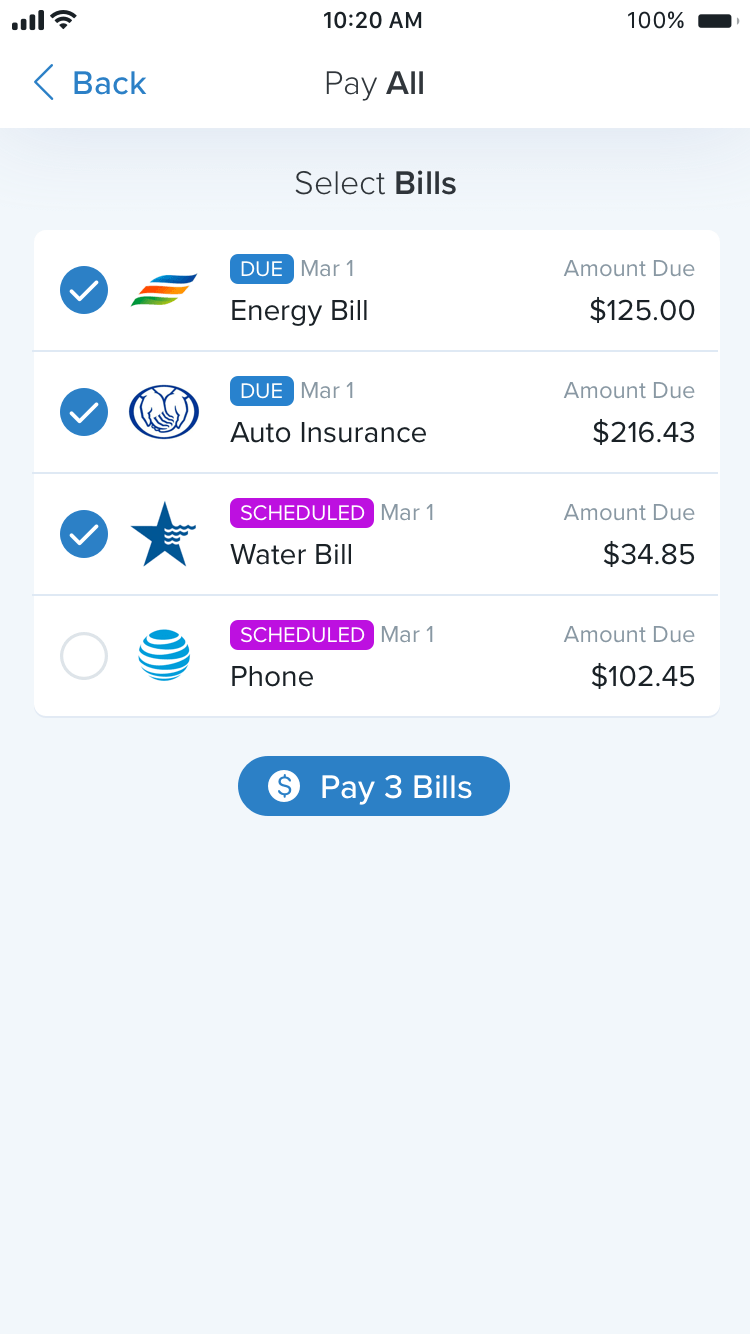 10:20 AM 100%
Back Pay All
Select Bills
DUE Mar 1 Amount Due
Energy Bill $125.00
DUE Mar 1 Amount Due
Auto Insurance $216.43
SCHEDULED Mar 1 Amount Due
Water Bill $34.85
SCHEDULED Mar 1 Amount Due
Phone $102.45
$ Pay 3 Bills